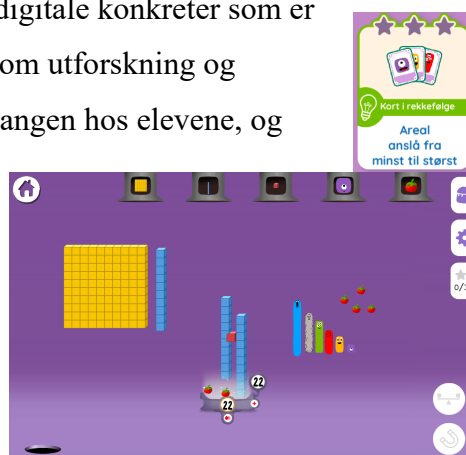 digitale konkreter som er
om utforskning og
angen hos elevene, og
Kort i rekkefølge
Areal
anslå fra
minst til størst
0/
22
22